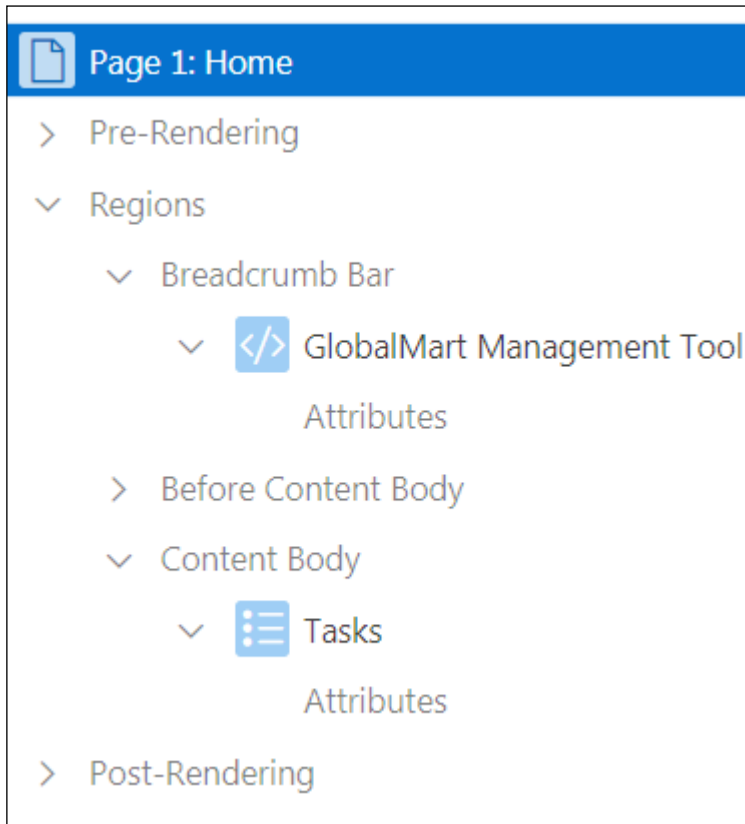 Page 1: Home
Pre-Rendering
Regions
Breadcrumb Bar
GlobalMart Management Tool
Attributes
Before Content Body
Content Body
Tasks
Attributes
Post-Rendering